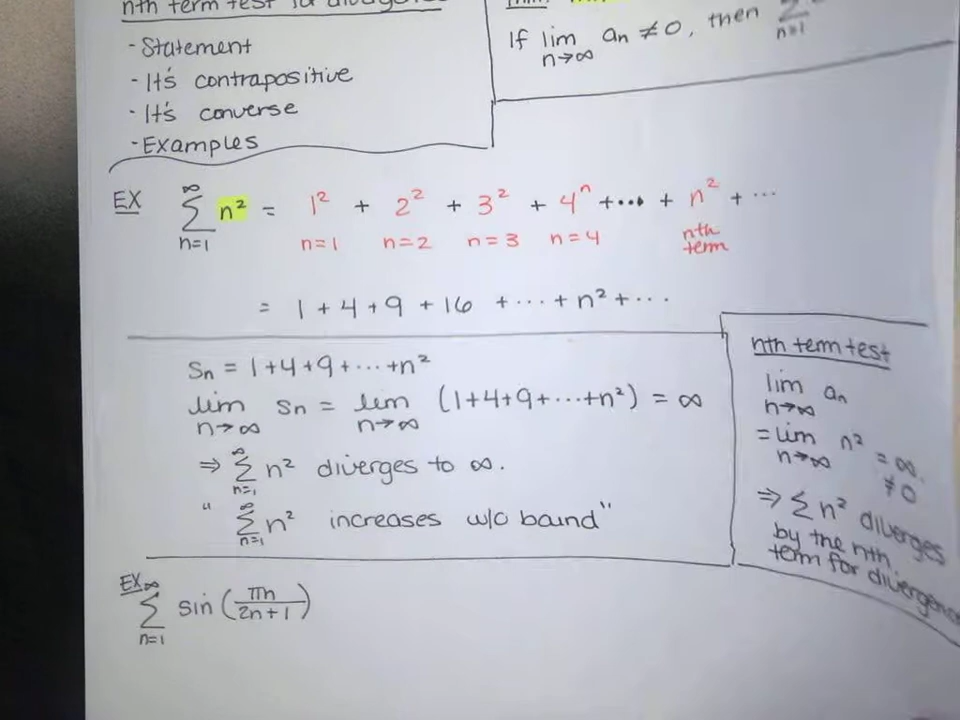 nth term test for divergence
- Statement
- It's contrapositive
- It's converse
- Examples
If lim n→∞ an ≠ 0, then ∑ n=1
EX ∞ ∑ n=1 n² = 1² + 2² + 3² + 4ⁿ + ··· + n² + ···
n=1 n=2 n=3 n=4 nth term
= 1 + 4 + 9 + 16 + ··· + n² + ···
Sn = 1+4+9+···+n²
lim n→∞ Sn = lim n→∞ (1+4+9+···+n²) = ∞
⇒ ∞ ∑ n=1 n² diverges to ∞.
" ∞ ∑ n=1 n² increases w/o bound"
nth term test
lim n→∞ an
= lim n→∞ n² = ∞.
≠ 0
⇒ ∑ n² diverges
by the nth
term for divergence
EX ∞ ∑ n=1 sin (πn / 2n+1)